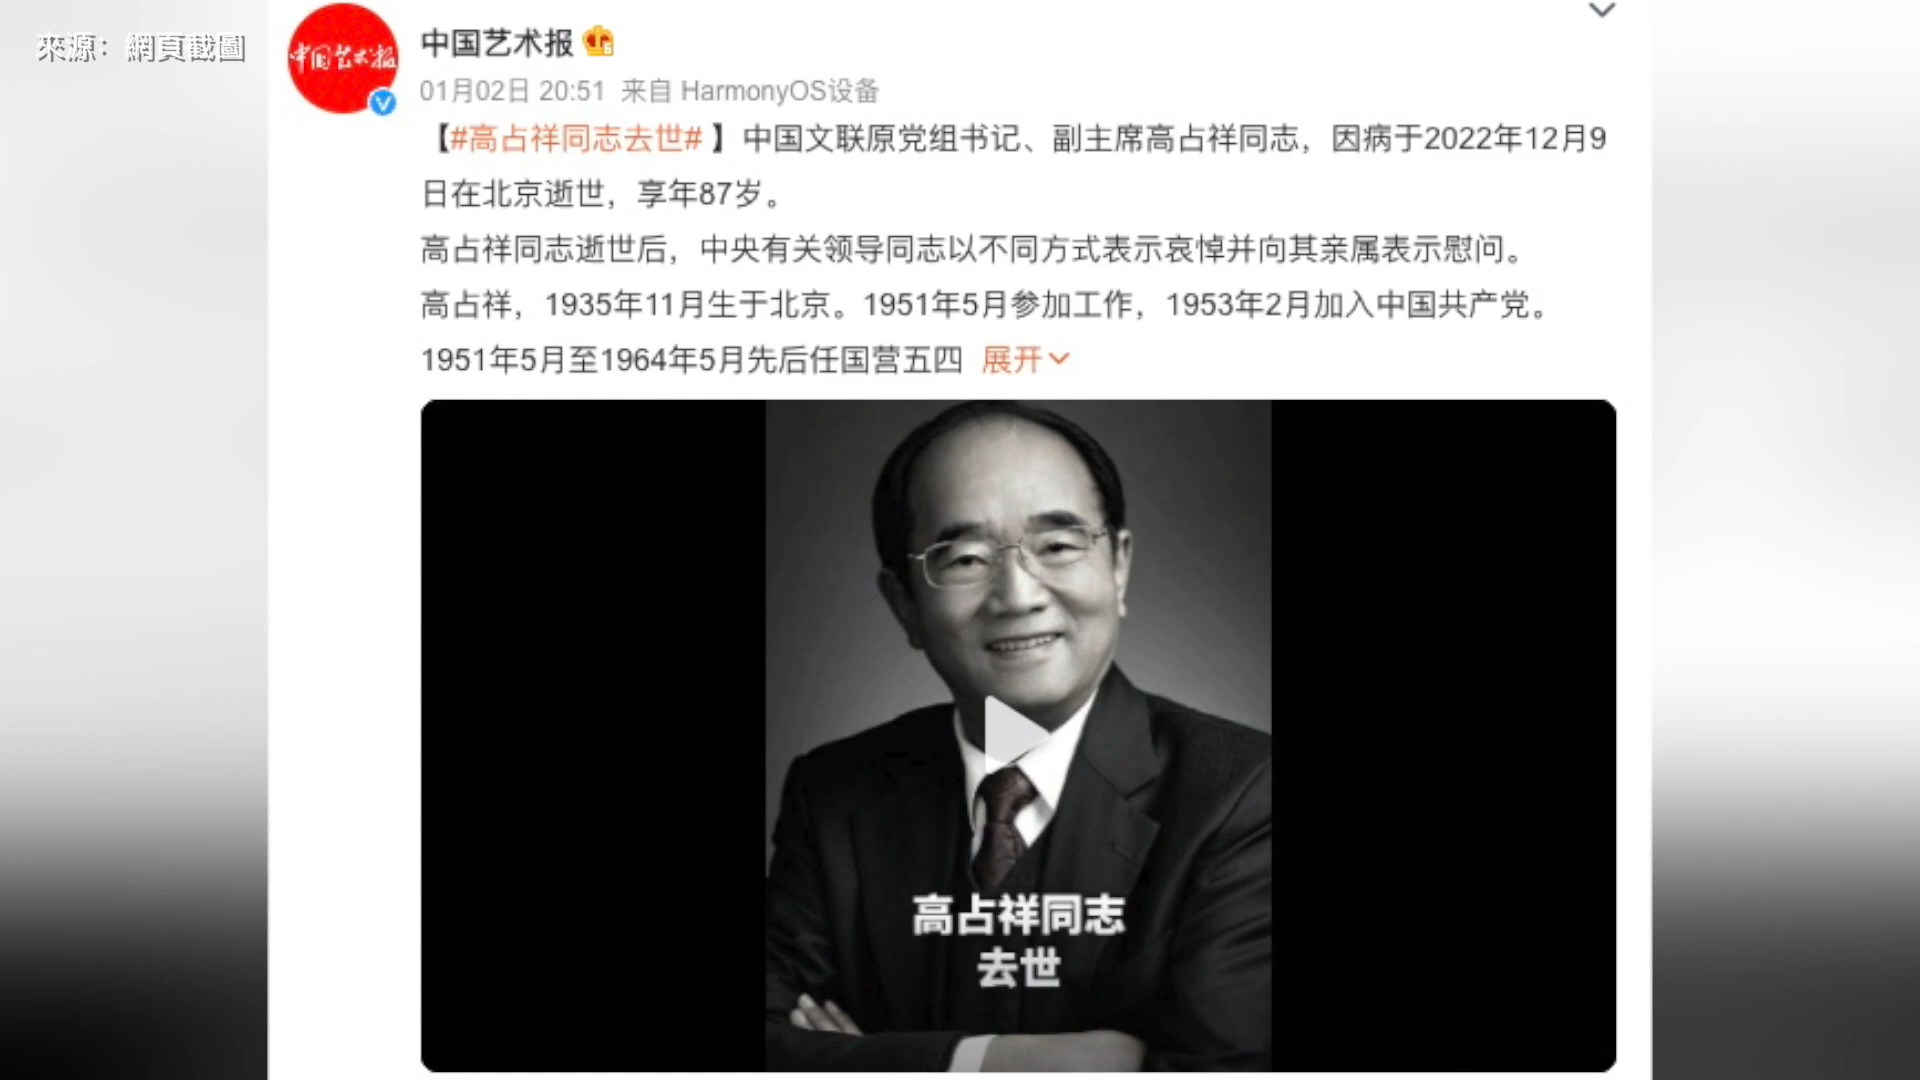 來源：網頁截圖
中国艺术报
中国艺术报
01月02日 20:51 来自 HarmonyOS设备
【#高占祥同志去世#】中国文联原党组书记、副主席高占祥同志，因病于2022年12月9
日在北京逝世，享年87岁。
高占祥同志逝世后，中央有关领导同志以不同方式表示哀悼并向其亲属表示慰问。
高占祥，1935年11月生于北京。1951年5月参加工作，1953年2月加入中国共产党。
1951年5月至1964年5月先后任国营五四 展开
高占祥同志
去世